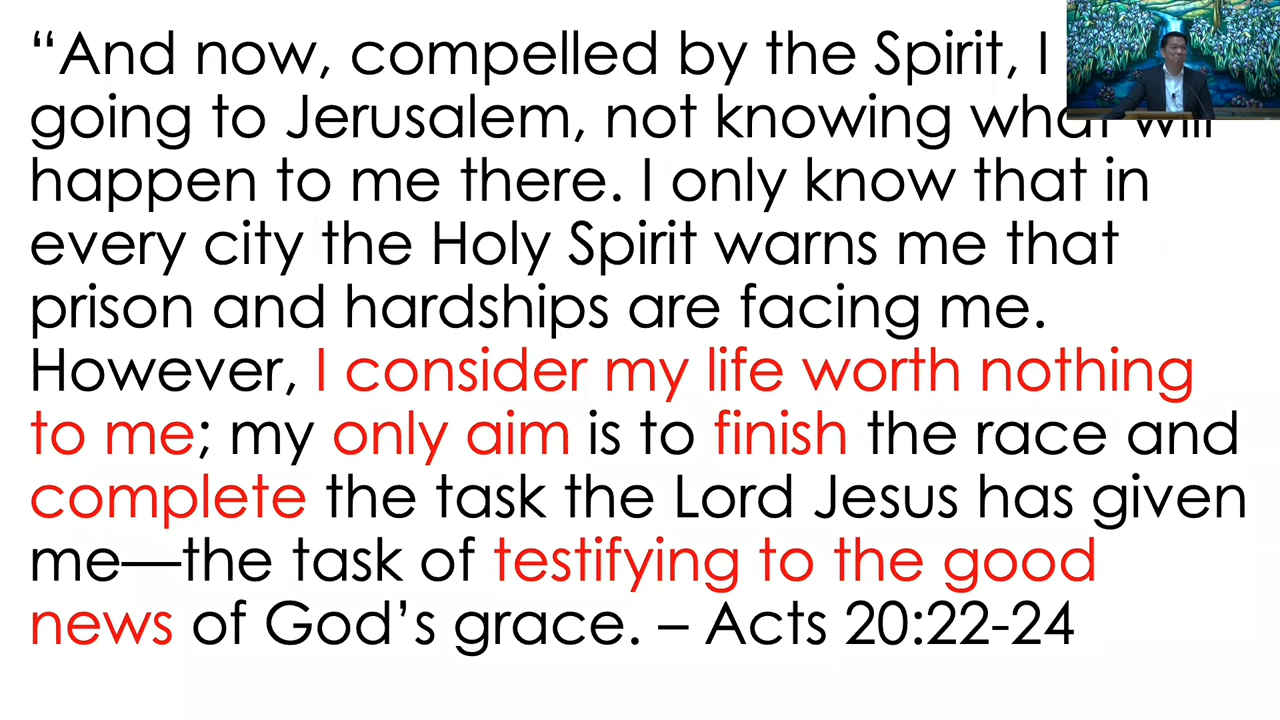 “And now, compelled by the Spirit, I
going to Jerusalem, not knowing what will
happen to me there. I only know that in
every city the Holy Spirit warns me that
prison and hardships are facing me.
However, I consider my life worth nothing
to me; my only aim is to finish the race and
complete the task the Lord Jesus has given
me—the task of testifying to the good
news of God’s grace. – Acts 20:22-24